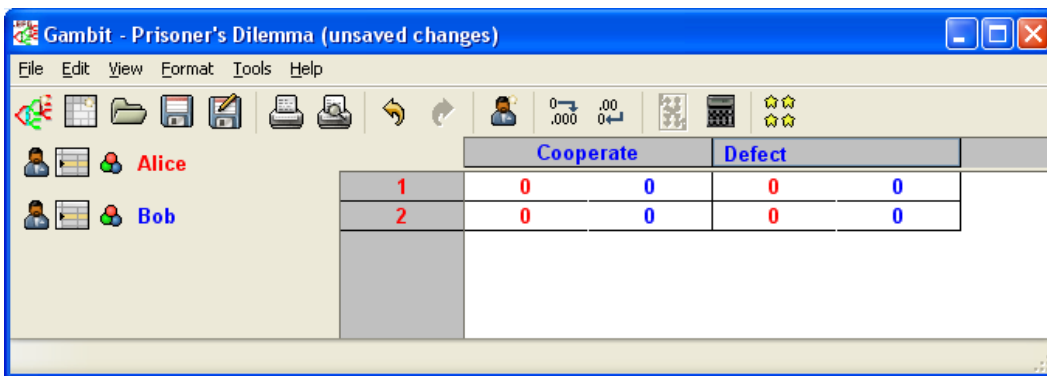 Gambit - Prisoner's Dilemma (unsaved changes)
File Edit View Format Tools Help
0 .000 .00 0
Alice
Bob
Cooperate Defect
1 0 0 0 0
2 0 0 0 0